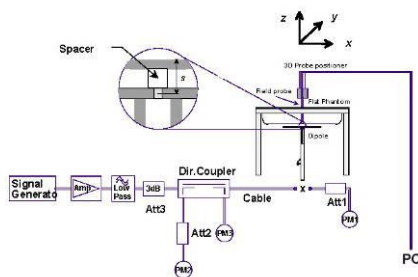 z
y
x
Spacer
s
3D Probe positioner
Field probe
Flat Phantom
Dipole
Signal
Generato
Amp
Low
Pass
3dB
Att3
Dir.Coupler
Cable
x
Att1
PM1
Att2
PM3
PM2
PC